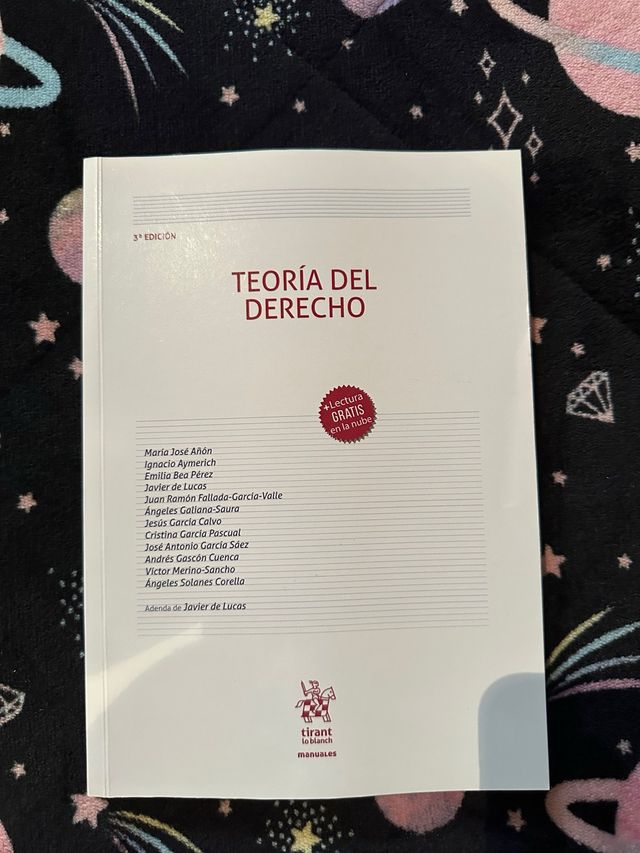 3ª EDICIÓN
TEORÍA DEL
DERECHO
+Lectura
GRATIS
en la nube
María José Añón
Ignacio Aymerich
Emilia Bea Pérez
Javier de Lucas
Juan Ramón Fallada-García-Valle
Ángeles Galiana-Saura
Jesús García Calvo
Cristina García Pascual
José Antonio García Sáez
Andrés Gascón Cuenca
Víctor Merino-Sancho
Ángeles Solanes Corella
Adenda de Javier de Lucas
tirant
lo blanch
manuales